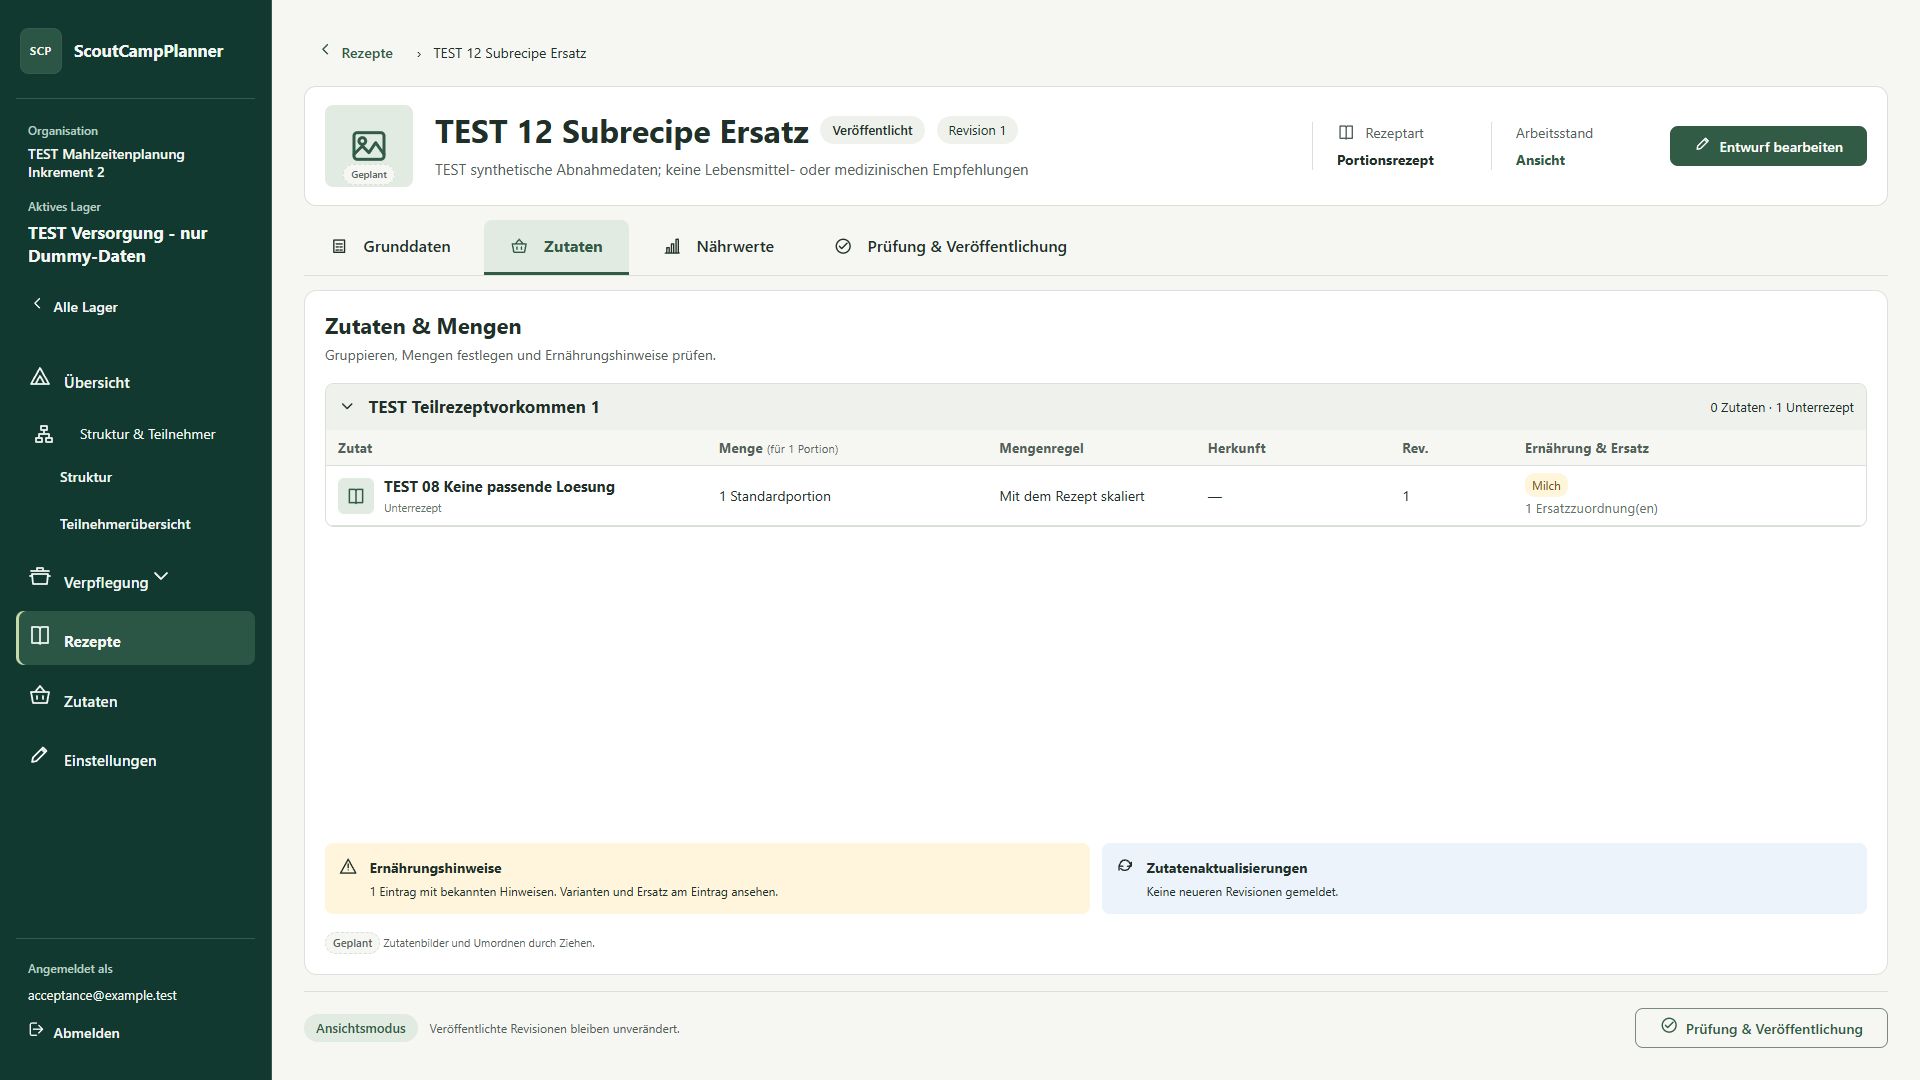 SCP
ScoutCampPlanner
Organisation
TEST Mahlzeitenplanung
Inkrement 2
Aktives Lager
TEST Versorgung - nur
Dummy-Daten
Alle Lager
Übersicht
Struktur & Teilnehmer
Struktur
Teilnehmerübersicht
Verpflegung
Rezepte
Zutaten
Einstellungen
Angemeldet als
acceptance@example.test
Abmelden
Rezepte › TEST 12 Subrecipe Ersatz
Geplant
TEST 12 Subrecipe Ersatz Veröffentlicht Revision 1
TEST synthetische Abnahmedaten; keine Lebensmittel- oder medizinischen Empfehlungen
Rezeptart
Portionsrezept
Arbeitsstand
Ansicht
Entwurf bearbeiten
Grunddaten Zutaten Nährwerte Prüfung & Veröffentlichung
Zutaten & Mengen
Gruppieren, Mengen festlegen und Ernährungshinweise prüfen.
TEST Teilrezeptvorkommen 1 0 Zutaten · 1 Unterrezept
Zutat Menge (für 1 Portion) Mengenregel Herkunft Rev. Ernährung & Ersatz
TEST 08 Keine passende Loesung
Unterrezept
1 Standardportion Mit dem Rezept skaliert — 1
Milch
1 Ersatzzuordnung(en)
Ernährungshinweise
1 Eintrag mit bekannten Hinweisen. Varianten und Ersatz am Eintrag ansehen.
Zutatenaktualisierungen
Keine neueren Revisionen gemeldet.
Geplant Zutatenbilder und Umordnen durch Ziehen.
Ansichtsmodus Veröffentlichte Revisionen bleiben unverändert.
Prüfung & Veröffentlichung